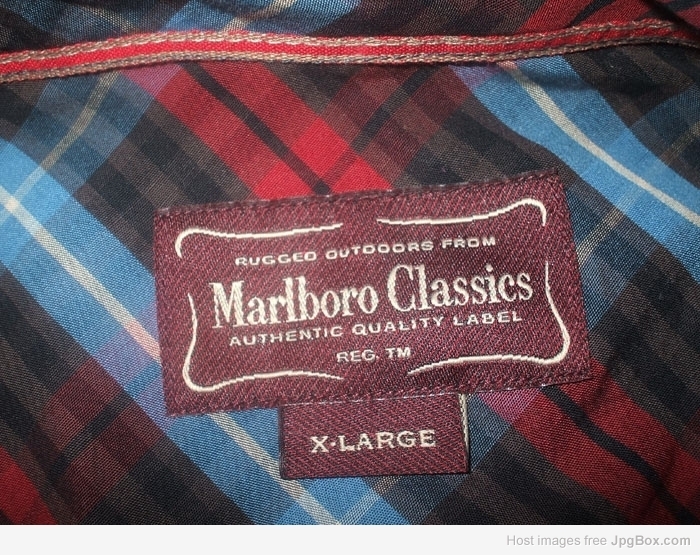 RUGGED OUTDOORS FROM
Marlboro Classics
AUTHENTIC QUALITY LABEL
REG. TM
X-LARGE
Host images free JpgBox.com